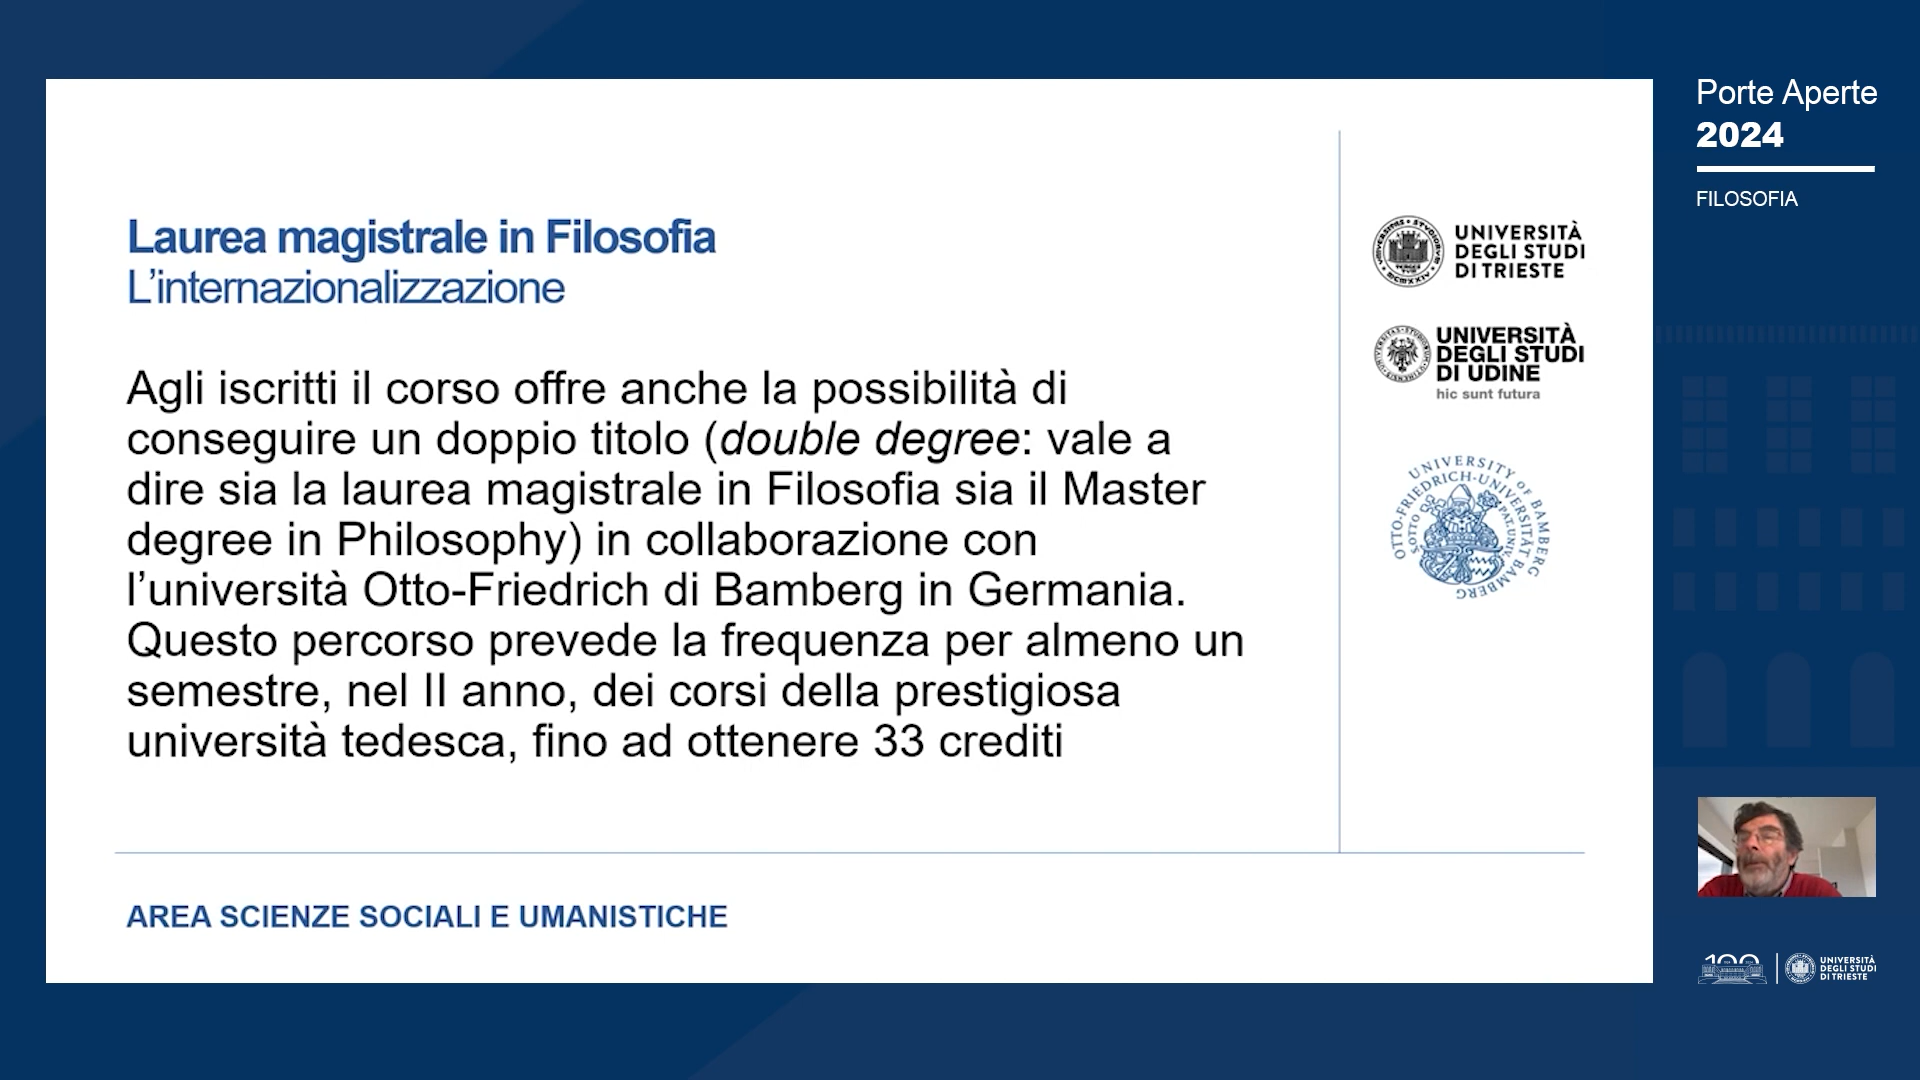 Porte Aperte
2024
FILOSOFIA
Laurea magistrale in Filosofia
L’internazionalizzazione
Agli iscritti il corso offre anche la possibilità di
conseguire un doppio titolo (double degree: vale a
dire sia la laurea magistrale in Filosofia sia il Master
degree in Philosophy) in collaborazione con
l’università Otto-Friedrich di Bamberg in Germania.
Questo percorso prevede la frequenza per almeno un
semestre, nel II anno, dei corsi della prestigiosa
università tedesca, fino ad ottenere 33 crediti
UNIVERSITÀ
DEGLI STUDI
DI TRIESTE
UNIVERSITÀ
DEGLI STUDI
DI UDINE
hic sunt futura
UNIVERSITY OF BAMBERG
OTTO-FRIEDRICH-UNIVERSITÄT BAMBERG
AREA SCIENZE SOCIALI E UMANISTICHE
100
UNIVERSITÀ
DEGLI STUDI
DI TRIESTE